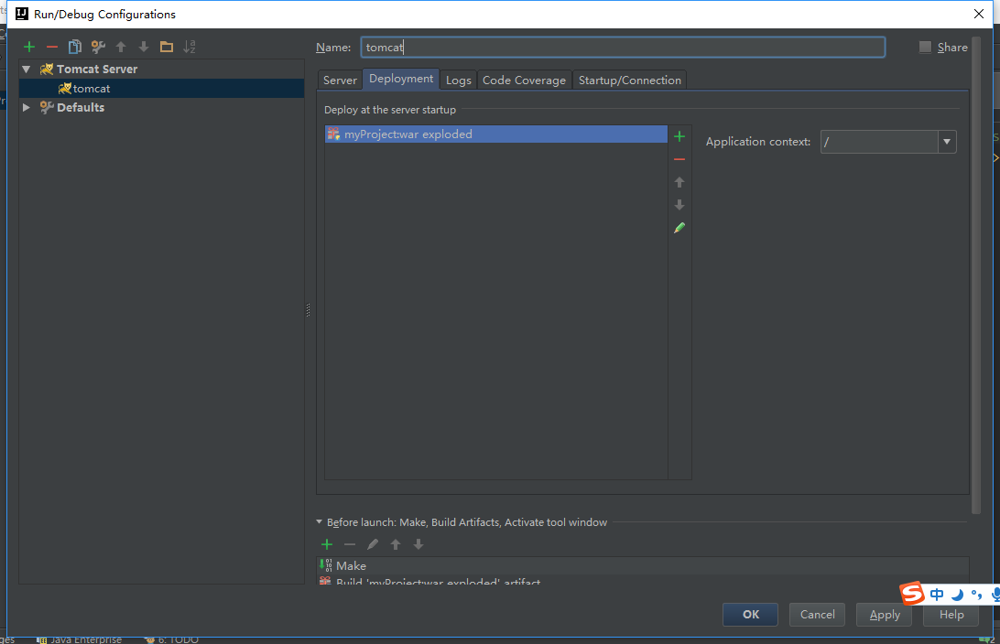 Run/Debug Configurations
Name: tomcat
Share
Tomcat Server
tomcat
Defaults
Server Deployment Logs Code Coverage Startup/Connection
Deploy at the server startup
myProject:war exploded
Application context: /
Before launch: Make, Build Artifacts, Activate tool window
Make
Build 'myProject:war exploded' artifact
中
OK Cancel Apply Help
Java Enterprise 6: TODO